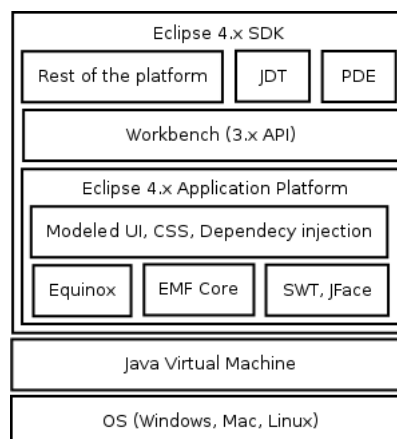 Eclipse 4.x SDK
Rest of the platform
JDT
PDE
Workbench (3.x API)
Eclipse 4.x Application Platform
Modeled UI, CSS, Dependecy injection
Equinox
EMF Core
SWT, JFace
Java Virtual Machine
OS (Windows, Mac, Linux)